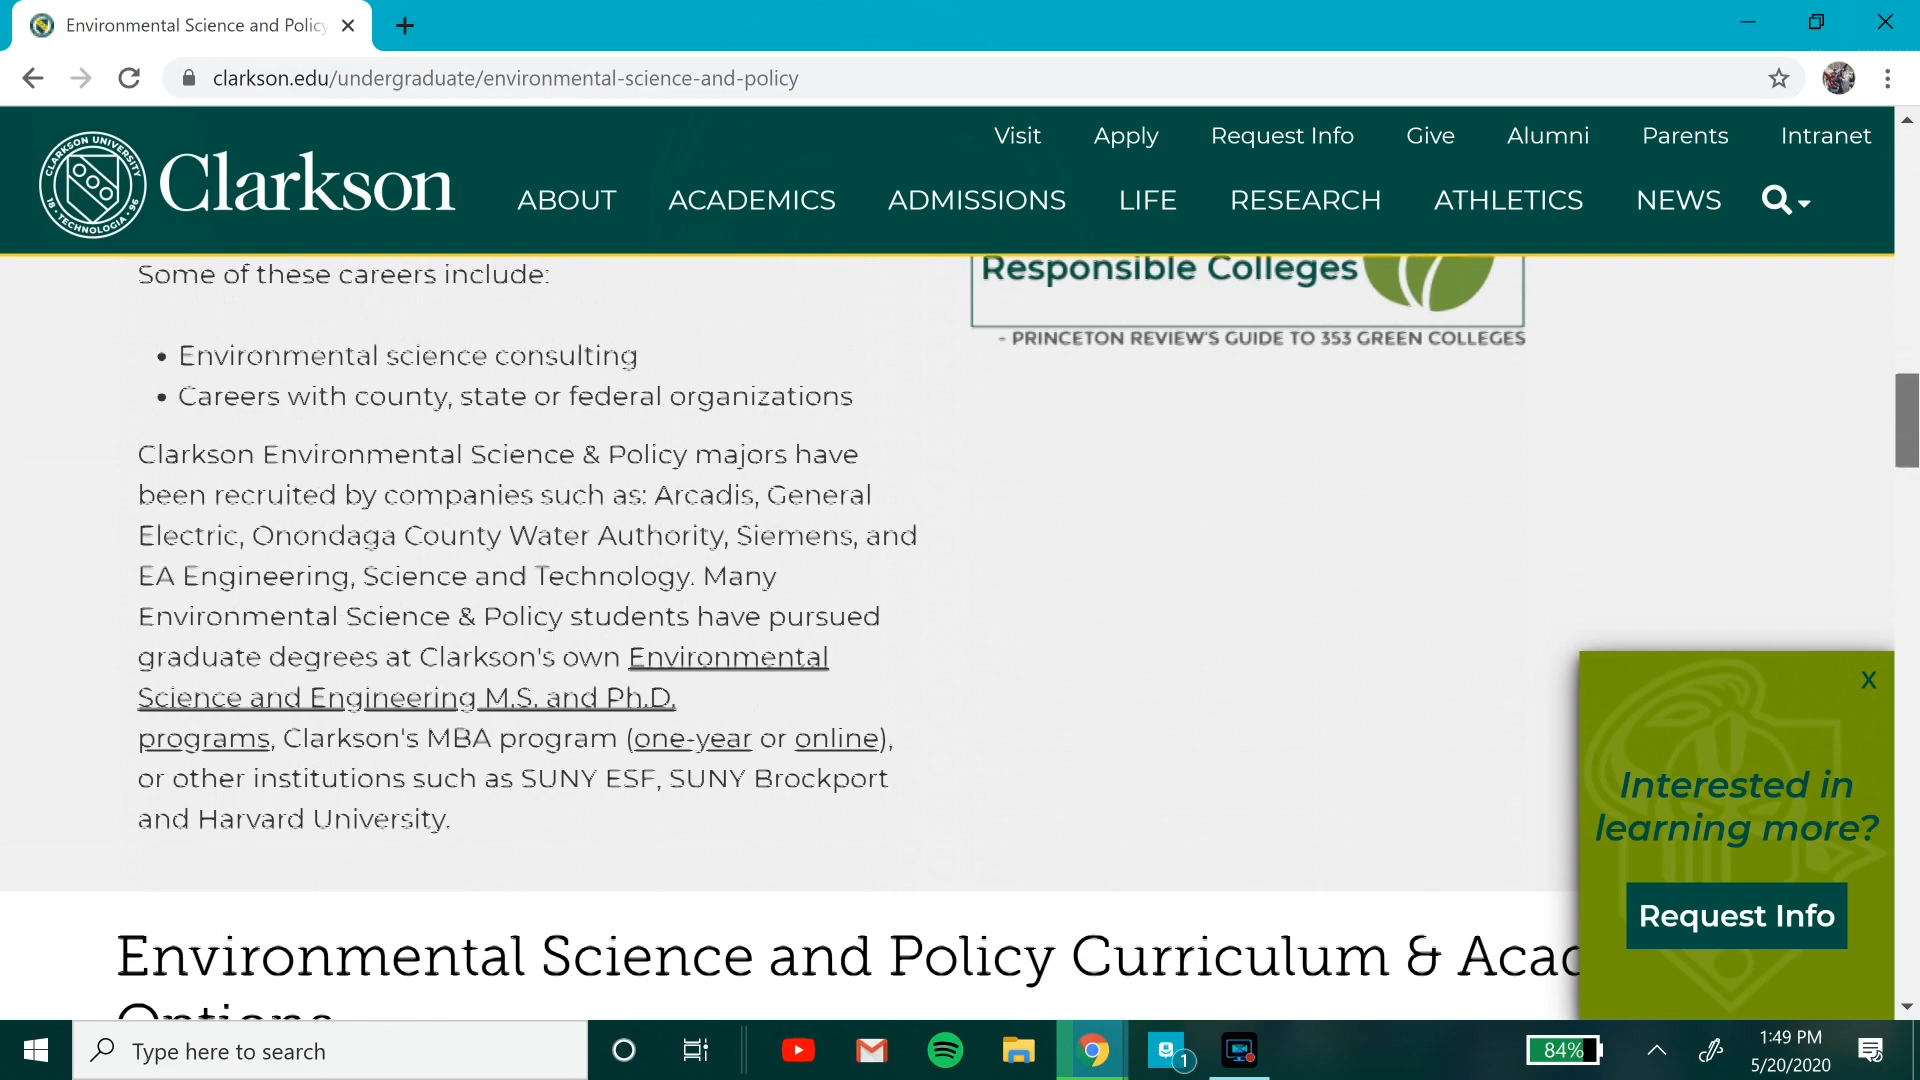 Environmental Science and Policy
clarkson.edu/undergraduate/environmental-science-and-policy
CLARKSON UNIVERSITY
18 · TECHNOLOGIA · 96
Clarkson
Visit Apply Request Info Give Alumni Parents Intranet
ABOUT ACADEMICS ADMISSIONS LIFE RESEARCH ATHLETICS NEWS
Some of these careers include:
Responsible Colleges
- PRINCETON REVIEW'S GUIDE TO 353 GREEN COLLEGES
• Environmental science consulting
• Careers with county, state or federal organizations
Clarkson Environmental Science & Policy majors have
been recruited by companies such as: Arcadis, General
Electric, Onondaga County Water Authority, Siemens, and
EA Engineering, Science and Technology. Many
Environmental Science & Policy students have pursued
graduate degrees at Clarkson's own Environmental
Science and Engineering M.S. and Ph.D.
programs, Clarkson's MBA program (one-year or online),
or other institutions such as SUNY ESF, SUNY Brockport
and Harvard University.
X
Interested in
learning more?
Request Info
Environmental Science and Policy Curriculum & Acad
Options
Type here to search
1
84%
1:49 PM
5/20/2020